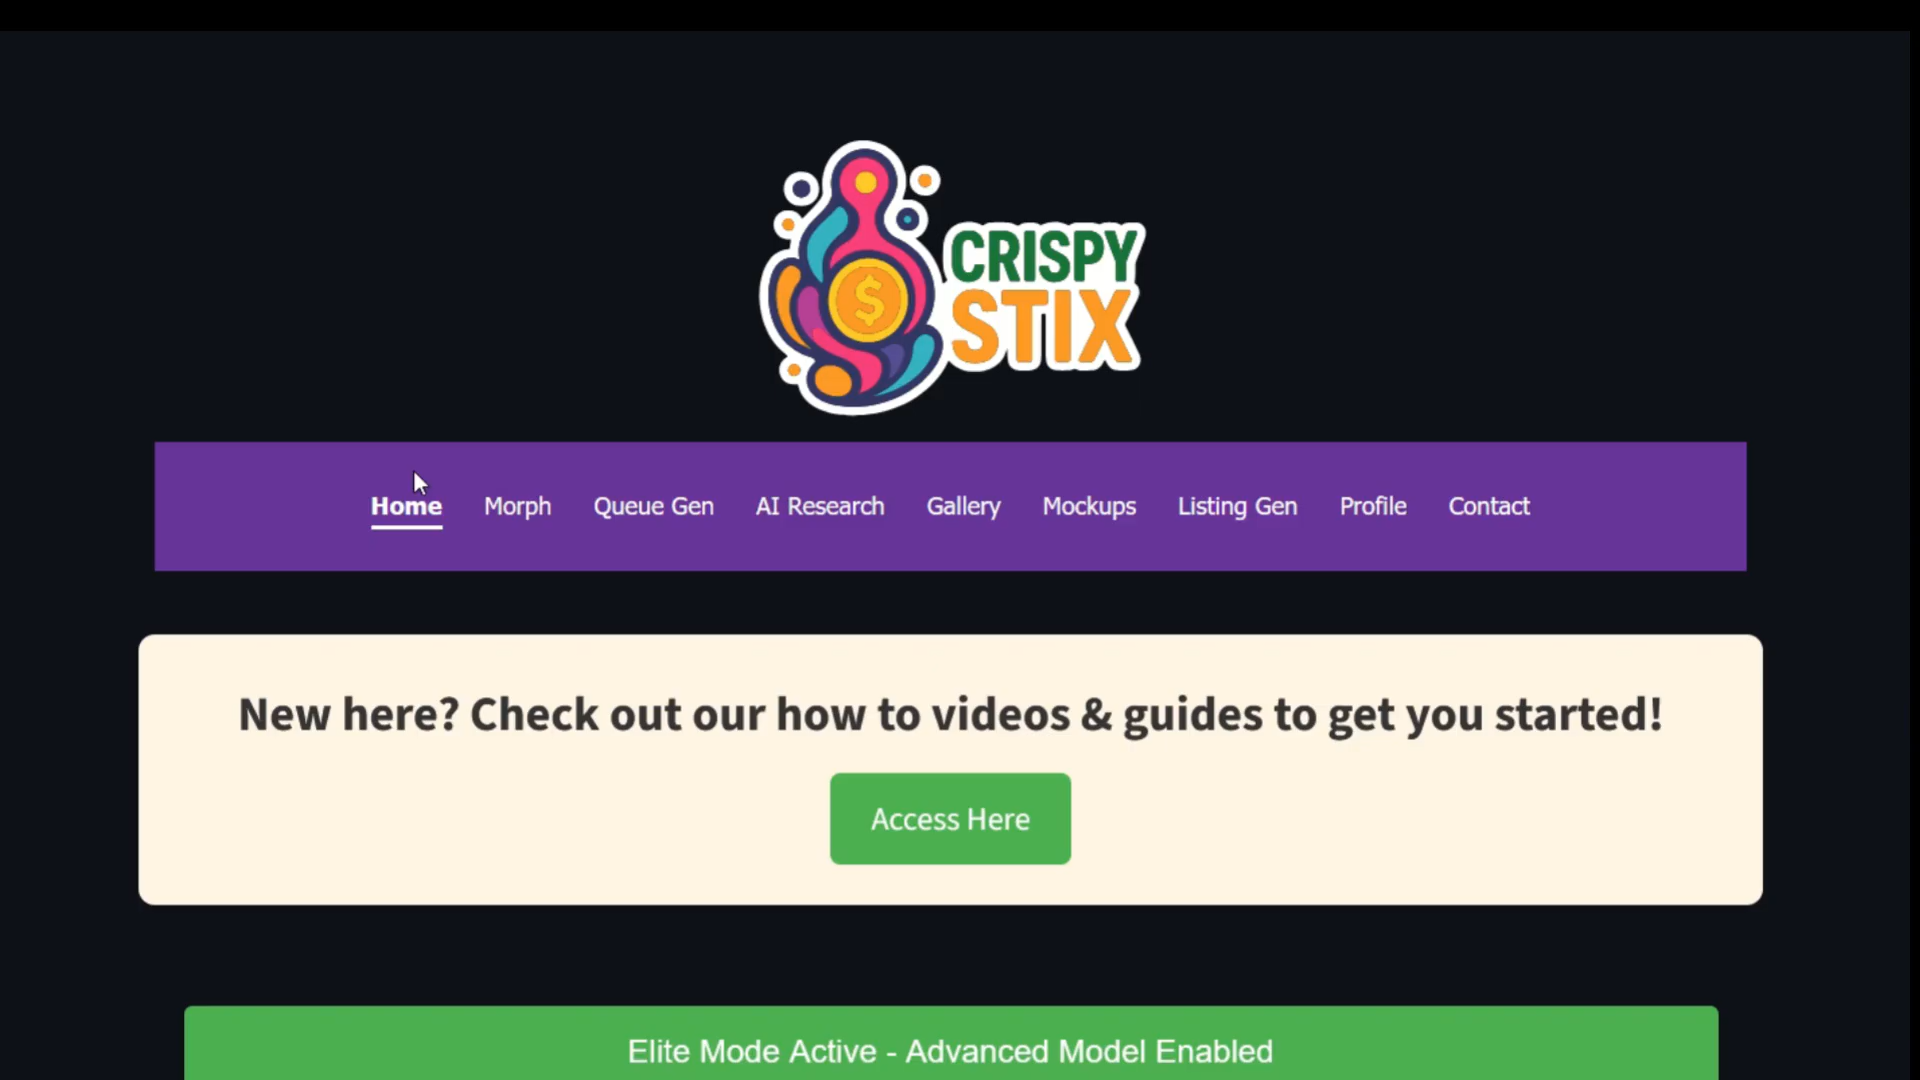 $
CRISPY
STIX
Home Morph Queue Gen AI Research Gallery Mockups Listing Gen Profile Contact
New here? Check out our how to videos & guides to get you started!
Access Here
Elite Mode Active - Advanced Model Enabled